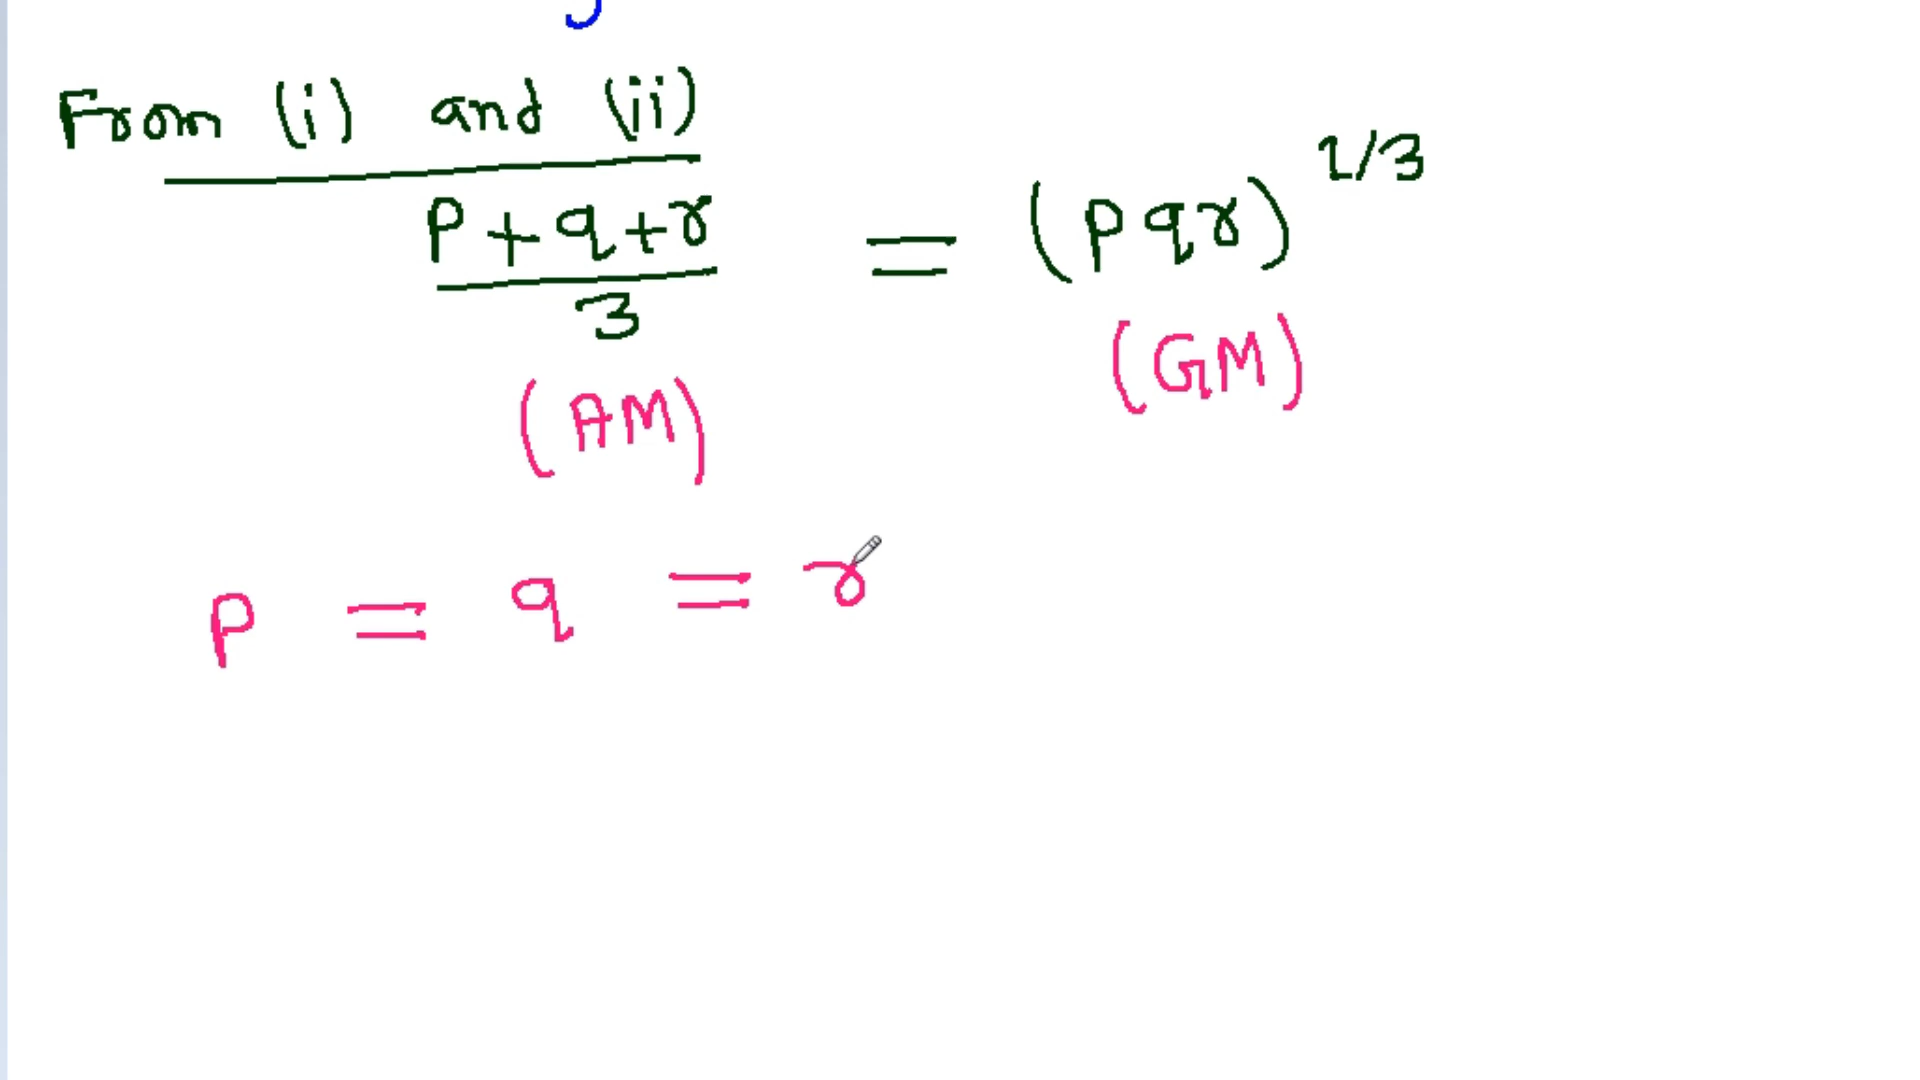 From (i) and (ii)
p+q+r/3 = (pqr)^1/3
(AM) (GM)
p = q = r